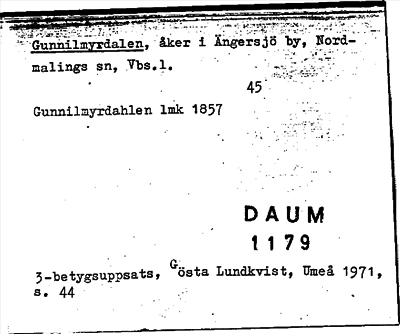 Gunnilmyrdalen, åker i Ängersjö by, Nord-
malings sn, Vbs.l.
45
Gunnilmyrdahlen lmk 1857
DAUM
1179
3-betygsuppsats, Gösta Lundkvist, Umeå 1971,
s. 44